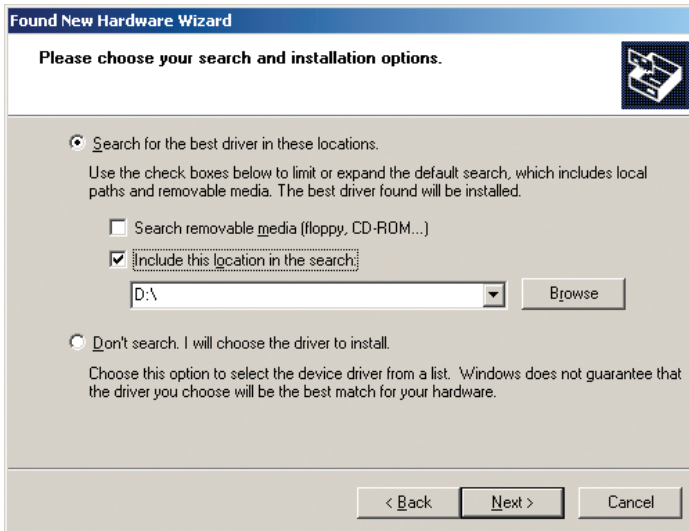 Found New Hardware Wizard
Please choose your search and installation options.
Search for the best driver in these locations.
Use the check boxes below to limit or expand the default search, which includes local
paths and removable media. The best driver found will be installed.
Search removable media (floppy, CD-ROM...)
Include this location in the search:
D:\
Browse
Don't search. I will choose the driver to install.
Choose this option to select the device driver from a list. Windows does not guarantee that
the driver you choose will be the best match for your hardware.
< Back
Next >
Cancel